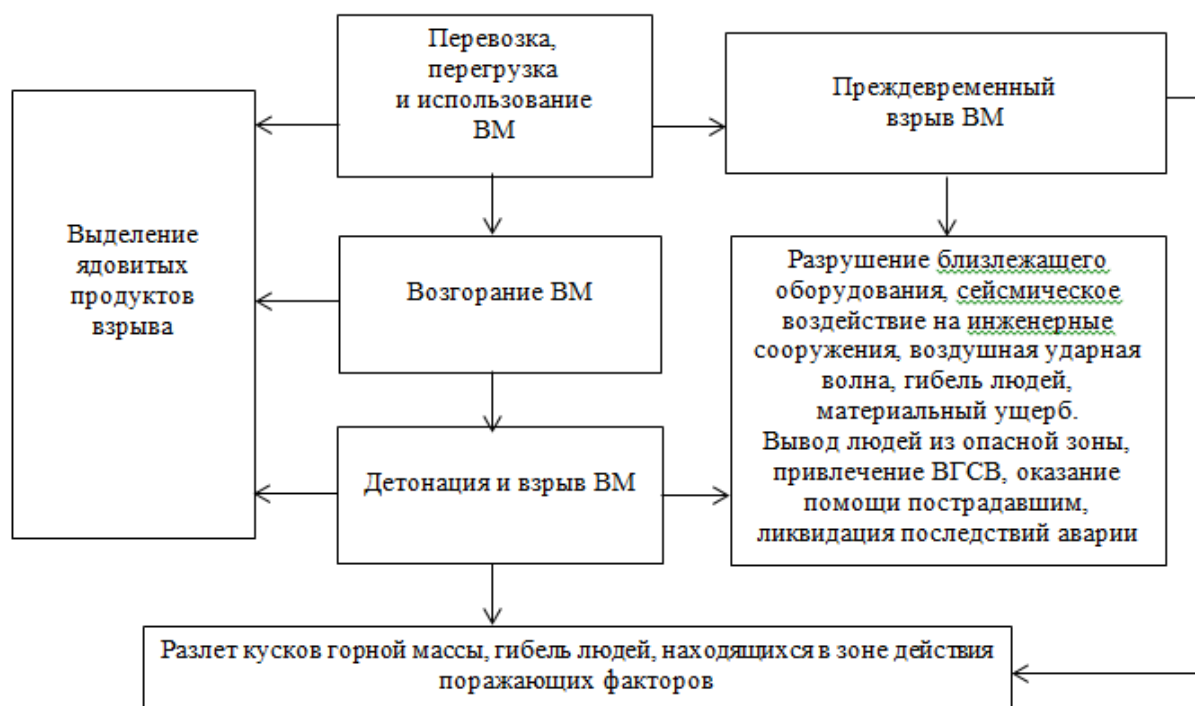 Перевозка,
перегрузка
и использование
ВМ
Преждевременный
взрыв ВМ
Выделение
ядовитых
продуктов
взрыва
Возгорание ВМ
Разрушение близлежащего
оборудования, сейсмическое
воздействие на инженерные
сооружения, воздушная ударная
волна, гибель людей,
материальный ущерб.
Вывод людей из опасной зоны,
привлечение ВГСВ, оказание
помощи пострадавшим,
ликвидация последствий аварии
Детонация и взрыв ВМ
Разлет кусков горной массы, гибель людей, находящихся в зоне действия
поражающих факторов